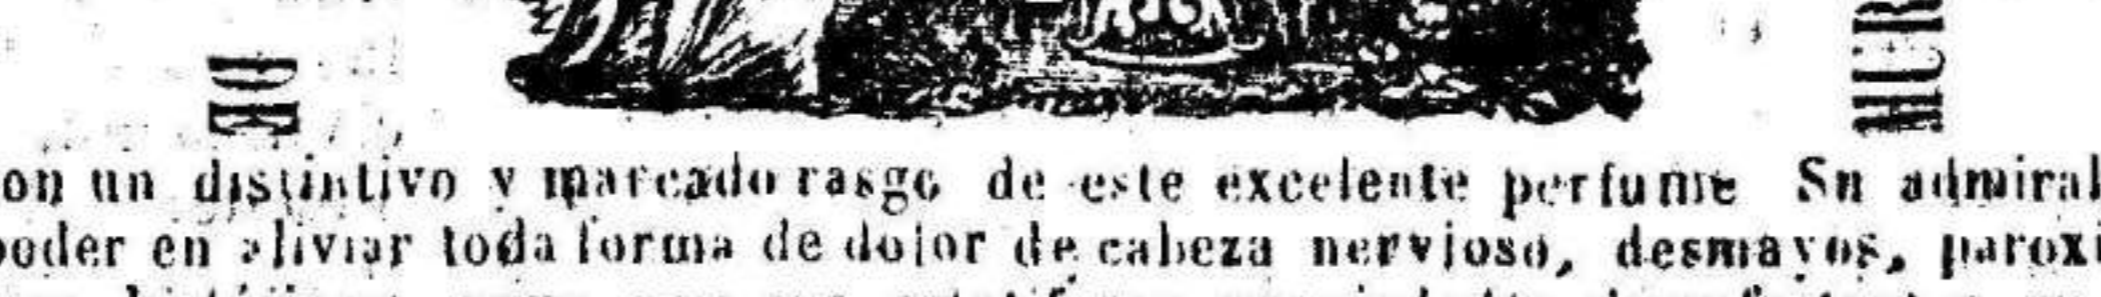 DE
HUR
on un distintivo y marcado rasgo de este excelente perfume Su admiral
poder en aliviar toda forma de dolor de cabeza nervioso, desmayos, paroxi